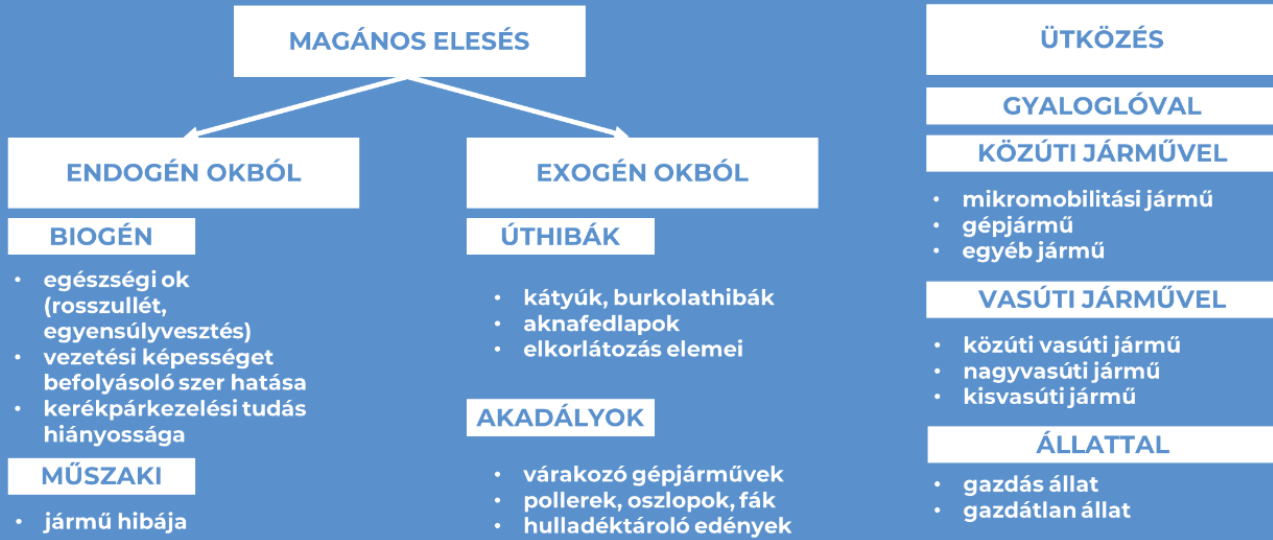 MAGÁNOS ELESÉS
ENDOGÉN OKBÓL
BIOGÉN
• egészségi ok
(rosszullét,
egyensúlyvesztés)
• vezetési képességet
befolyásoló szer hatása
• kerékpárkezelési tudás
hiányossága
MŰSZAKI
• jármű hibája
EXOGÉN OKBÓL
ÚTHIBÁK
• kátyúk, burkolathibák
• aknafedlapok
• elkorlátozás elemei
AKADÁLYOK
• várakozó gépjárművek
• pollerek, oszlopok, fák
• hulladéktároló edények
ÜTKÖZÉS
GYALOGLÓVAL
KÖZÚTI JÁRMŰVEL
• mikromobilitási jármű
• gépjármű
• egyéb jármű
VASÚTI JÁRMŰVEL
• közúti vasúti jármű
• nagyvasúti jármű
• kisvasúti jármű
ÁLLATTAL
• gazdás állat
• gazdátlan állat